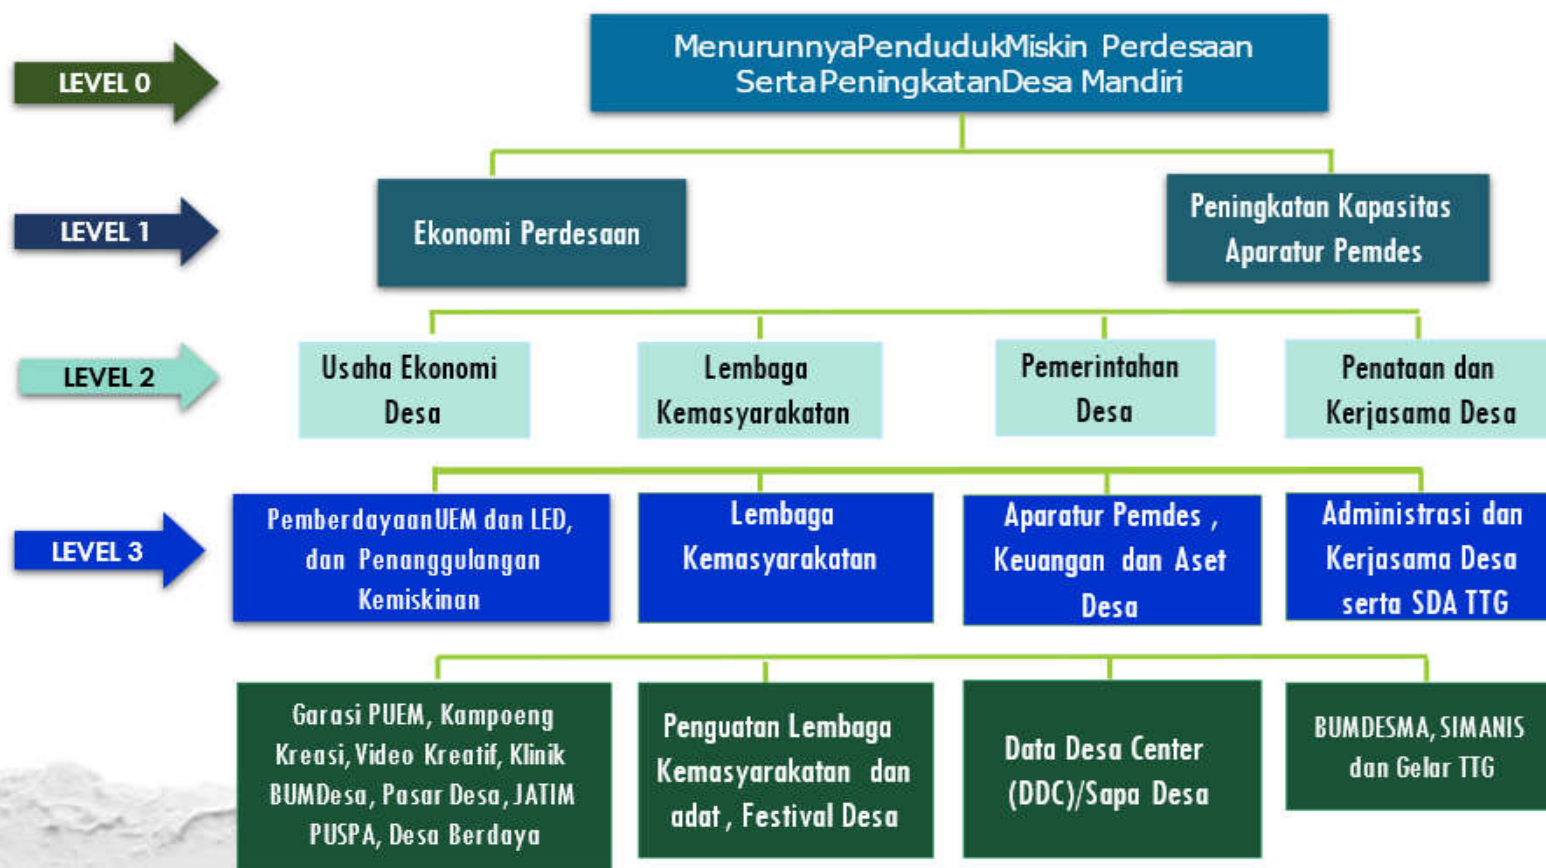 LEVEL 0
MenurunnyaPendudukMiskin Perdesaan
SertaPeningkatanDesa Mandiri
LEVEL 1
Ekonomi Perdesaan
Peningkatan Kapasitas
Aparatur Pemdes
LEVEL 2
Usaha Ekonomi
Desa
Lembaga
Kemasyarakatan
Pemerintahan
Desa
Penataan dan
Kerjasama Desa
LEVEL 3
PemberdayaanUEM dan LED,
dan Penanggulangan
Kemiskinan
Lembaga
Kemasyarakatan
Aparatur Pemdes ,
Keuangan dan Aset
Desa
Administrasi dan
Kerjasama Desa
serta SDA TTG
Garasi PUEM, Kampoeng
Kreasi, Video Kreatif, Klinik
BUMDesa, Pasar Desa, JATIM
PUSPA, Desa Berdaya
Penguatan Lembaga
Kemasyarakatan dan
adat , Festival Desa
Data Desa Center
(DDC)/Sapa Desa
BUMDESMA, SIMANIS
dan Gelar TTG